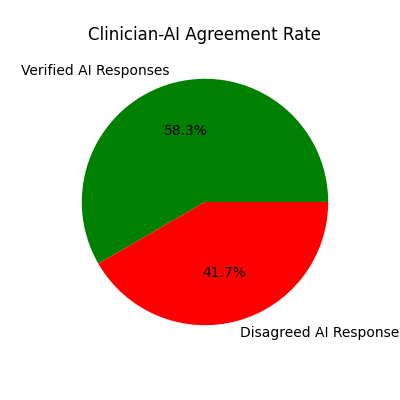 Clinician-AI Agreement Rate
Verified AI Responses
58.3%
41.7%
Disagreed AI Response